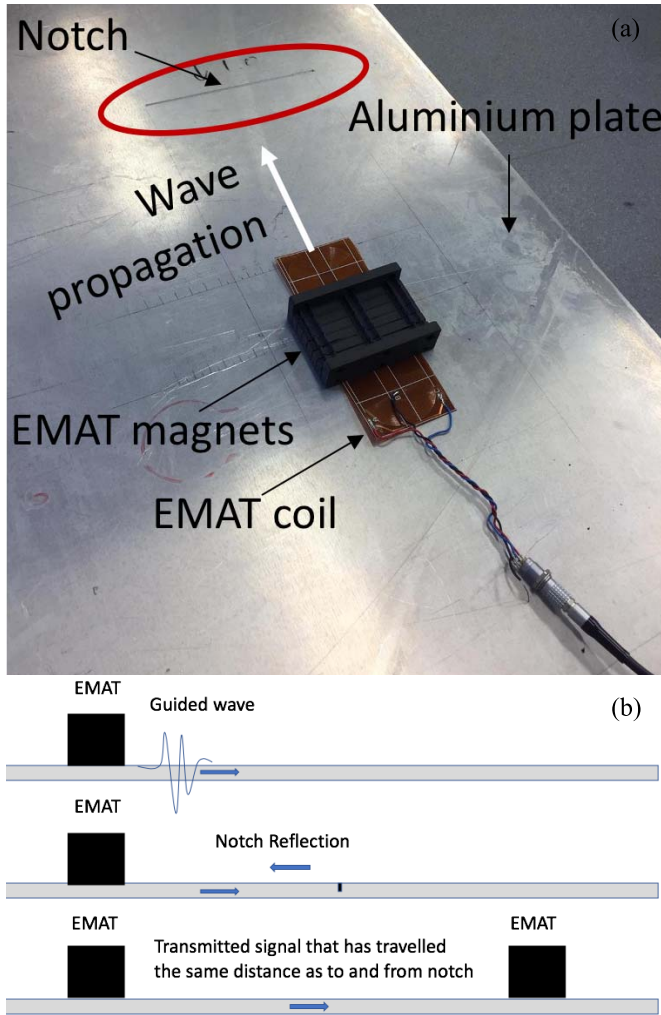 (a)
Notch
Aluminium plate
Wave
propagation
EMAT magnets
EMAT coil
EMAT
Guided wave
(b)
EMAT
Notch Reflection
EMAT
EMAT
Transmitted signal that has travelled
the same distance as to and from notch